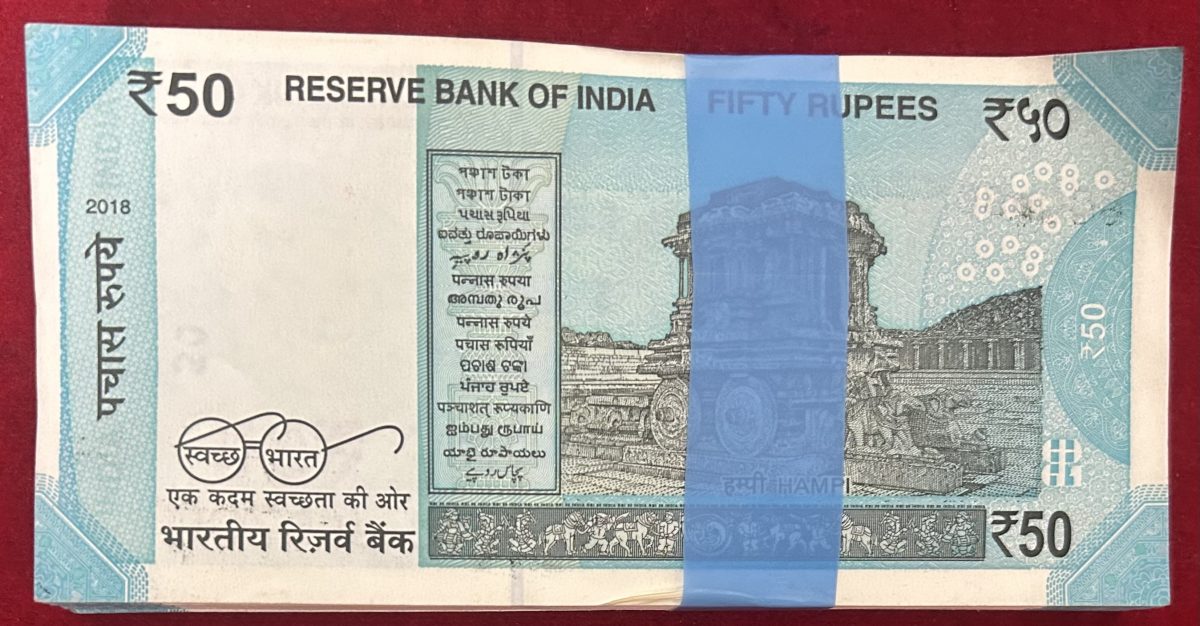 ₹50 RESERVE BANK OF INDIA FIFTY RUPEES ₹५०
2018
पचास रुपये
পঞ্চাশ টকা
পঞ্চাশ টাকা
પચાસ રૂપિયા
ಐವತ್ತು ರೂಪಾಯಿಗಳು
پنژاہ روپیہ
पन्नास रुपया
അമ്പതു രൂപ
पन्नास रुपये
पचास रुपियाँ
ପଚାଶ ଟଙ୍କା
ਪੰਜਾਹ ਰੁਪਏ
पञ्चाशत् रूप्यकाणि
ஐம்பது ரூபாய்
యాభై రూపాయలు
پچاس روپے
₹50
स्वच्छ भारत
एक कदम स्वच्छता की ओर
भारतीय रिज़र्व बैंक
हम्पी HAMPI
₹50